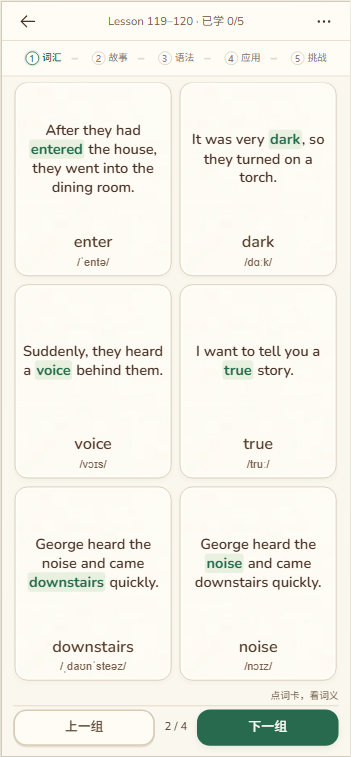 Lesson 119–120 · 已学 0/5
1 词汇 – 2 故事 – 3 语法 – 4 应用 – 5 挑战
After they had
entered the house,
they went into the
dining room.
enter
/ˈentə/
It was very dark, so
they turned on a
torch.
dark
/dɑːk/
Suddenly, they heard
a voice behind them.
voice
/vɔɪs/
I want to tell you a
true story.
true
/truː/
George heard the
noise and came
downstairs quickly.
downstairs
/ˌdaʊnˈsteəz/
George heard the
noise and came
downstairs quickly.
noise
/nɔɪz/
点词卡，看词义
上一组
2 / 4
下一组